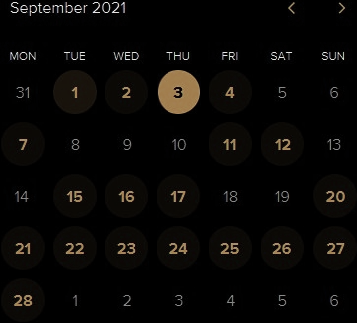 September 2021 < >
MON TUE WED THU FRI SAT SUN
31 1 2 3 4 5 6
7 8 9 10 11 12 13
14 15 16 17 18 19 20
21 22 23 24 25 26 27
28 1 2 3 4 5 6